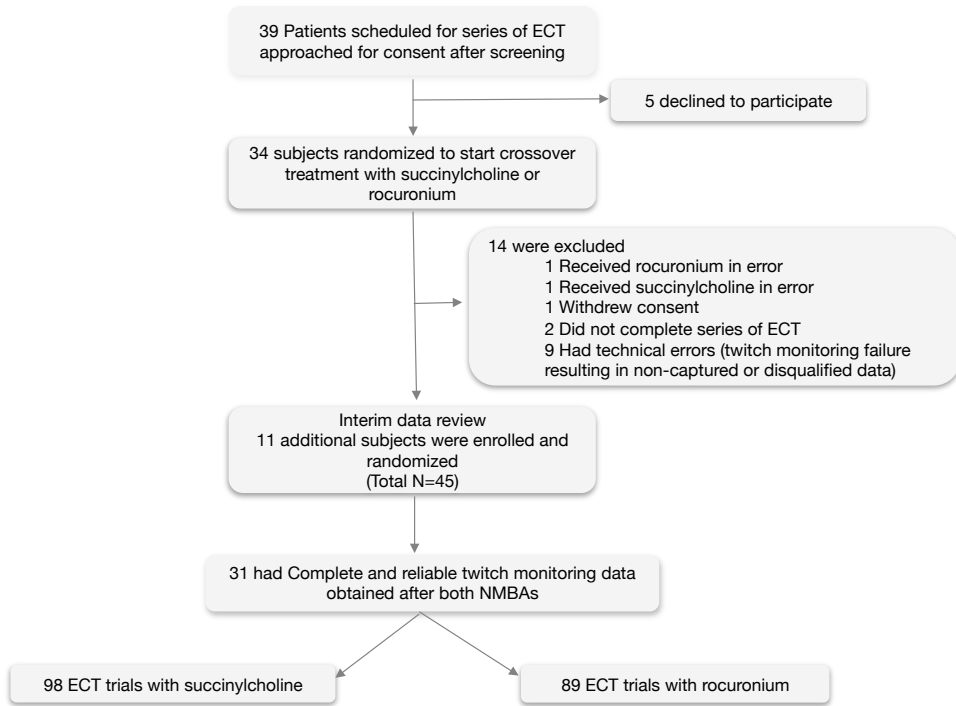 39 Patients scheduled for series of ECT
approached for consent after screening
5 declined to participate
34 subjects randomized to start crossover
treatment with succinylcholine or
rocuronium
14 were excluded
1 Received rocuronium in error
1 Received succinylcholine in error
1 Withdrew consent
2 Did not complete series of ECT
9 Had technical errors (twitch monitoring failure
resulting in non-captured or disqualified data)
Interim data review
11 additional subjects were enrolled and
randomized
(Total N=45)
31 had Complete and reliable twitch monitoring data
obtained after both NMBAs
98 ECT trials with succinylcholine
89 ECT trials with rocuronium